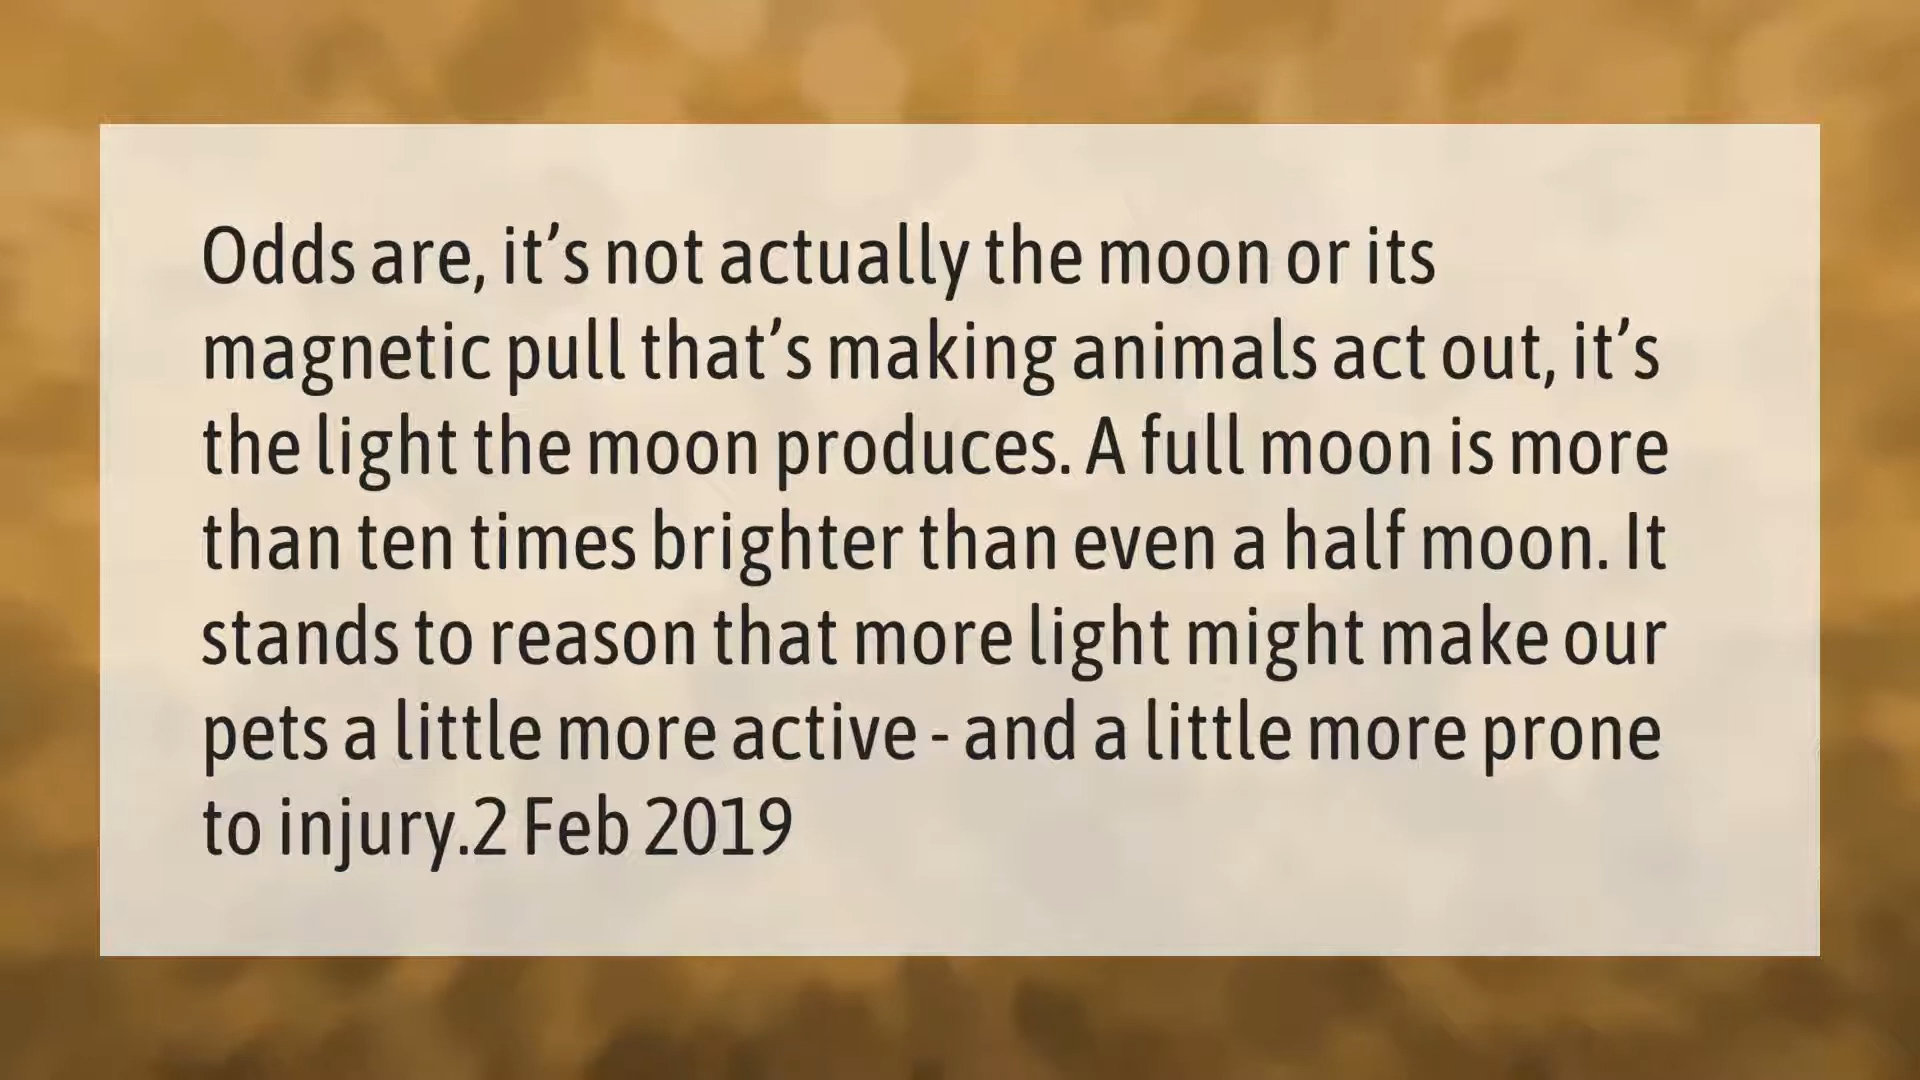 Odds are, it’s not actually the moon or its
magnetic pull that’s making animals act out, it’s
the light the moon produces. A full moon is more
than ten times brighter than even a half moon. It
stands to reason that more light might make our
pets a little more active - and a little more prone
to injury.2 Feb 2019